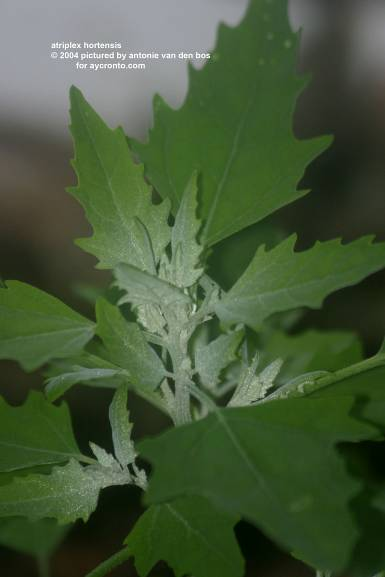 atriplex hortensis
© 2004 pictured by antonie van den bos
for aycronto.com